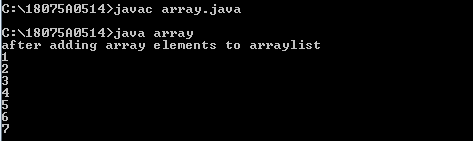 C:\18075A0514>javac array.java
C:\18075A0514>java array
after adding array elements to arraylist
1
2
3
4
5
6
7